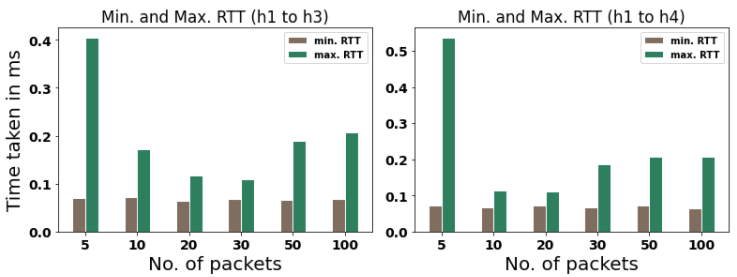 Min. and Max. RTT (h1 to h3)
min. RTT
max. RTT
0.4
0.3
0.2
0.1
0.0
Time taken in ms
5 10 20 30 50 100
No. of packets
Min. and Max. RTT (h1 to h4)
min. RTT
max. RTT
0.5
0.4
0.3
0.2
0.1
0.0
5 10 20 30 50 100
No. of packets